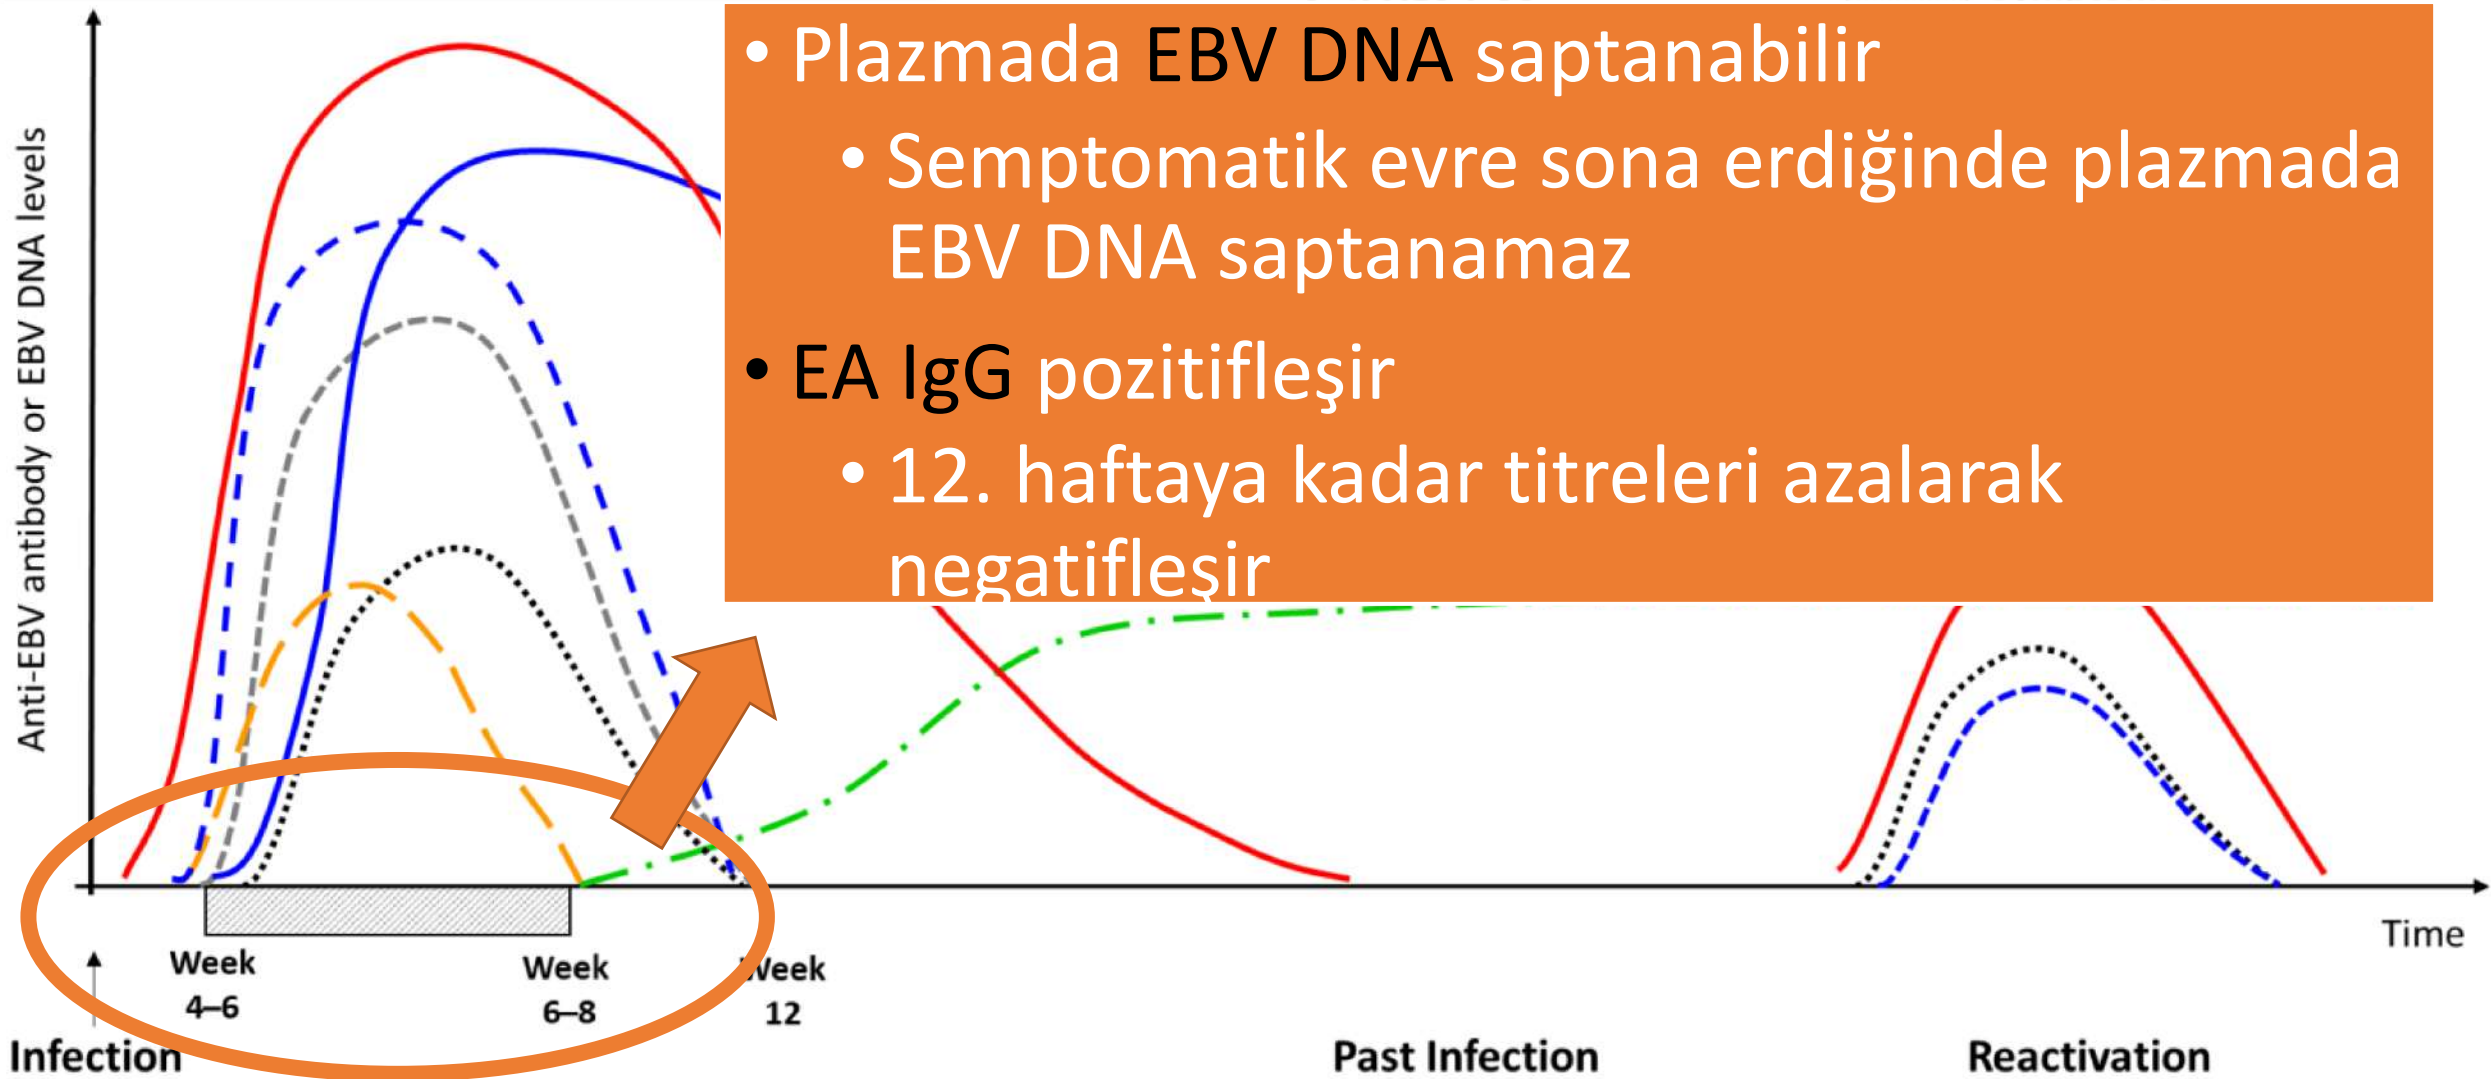 • Plazmada EBV DNA saptanabilir
• Semptomatik evre sona erdiğinde plazmada
EBV DNA saptanamaz
• EA IgG pozitifleşir
• 12. haftaya kadar titreleri azalarak
negatifleşir
Anti-EBV antibody or EBV DNA levels
Time
Week
4–6
Week
6–8
Week
12
Infection
Past Infection
Reactivation